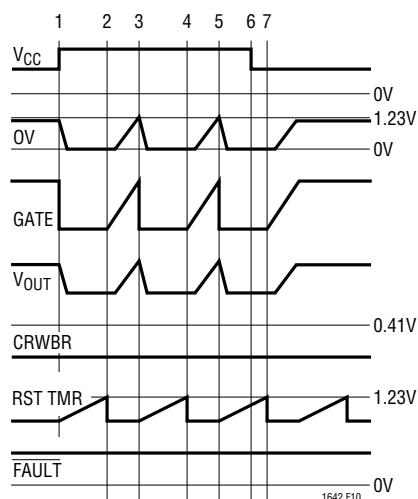 1 2 3 4 5 6 7
VCC
0V
1.23V
OV
0V
GATE
VOUT
0.41V
CRWBR
RST TMR
1.23V
FAULT
0V
1642 F10